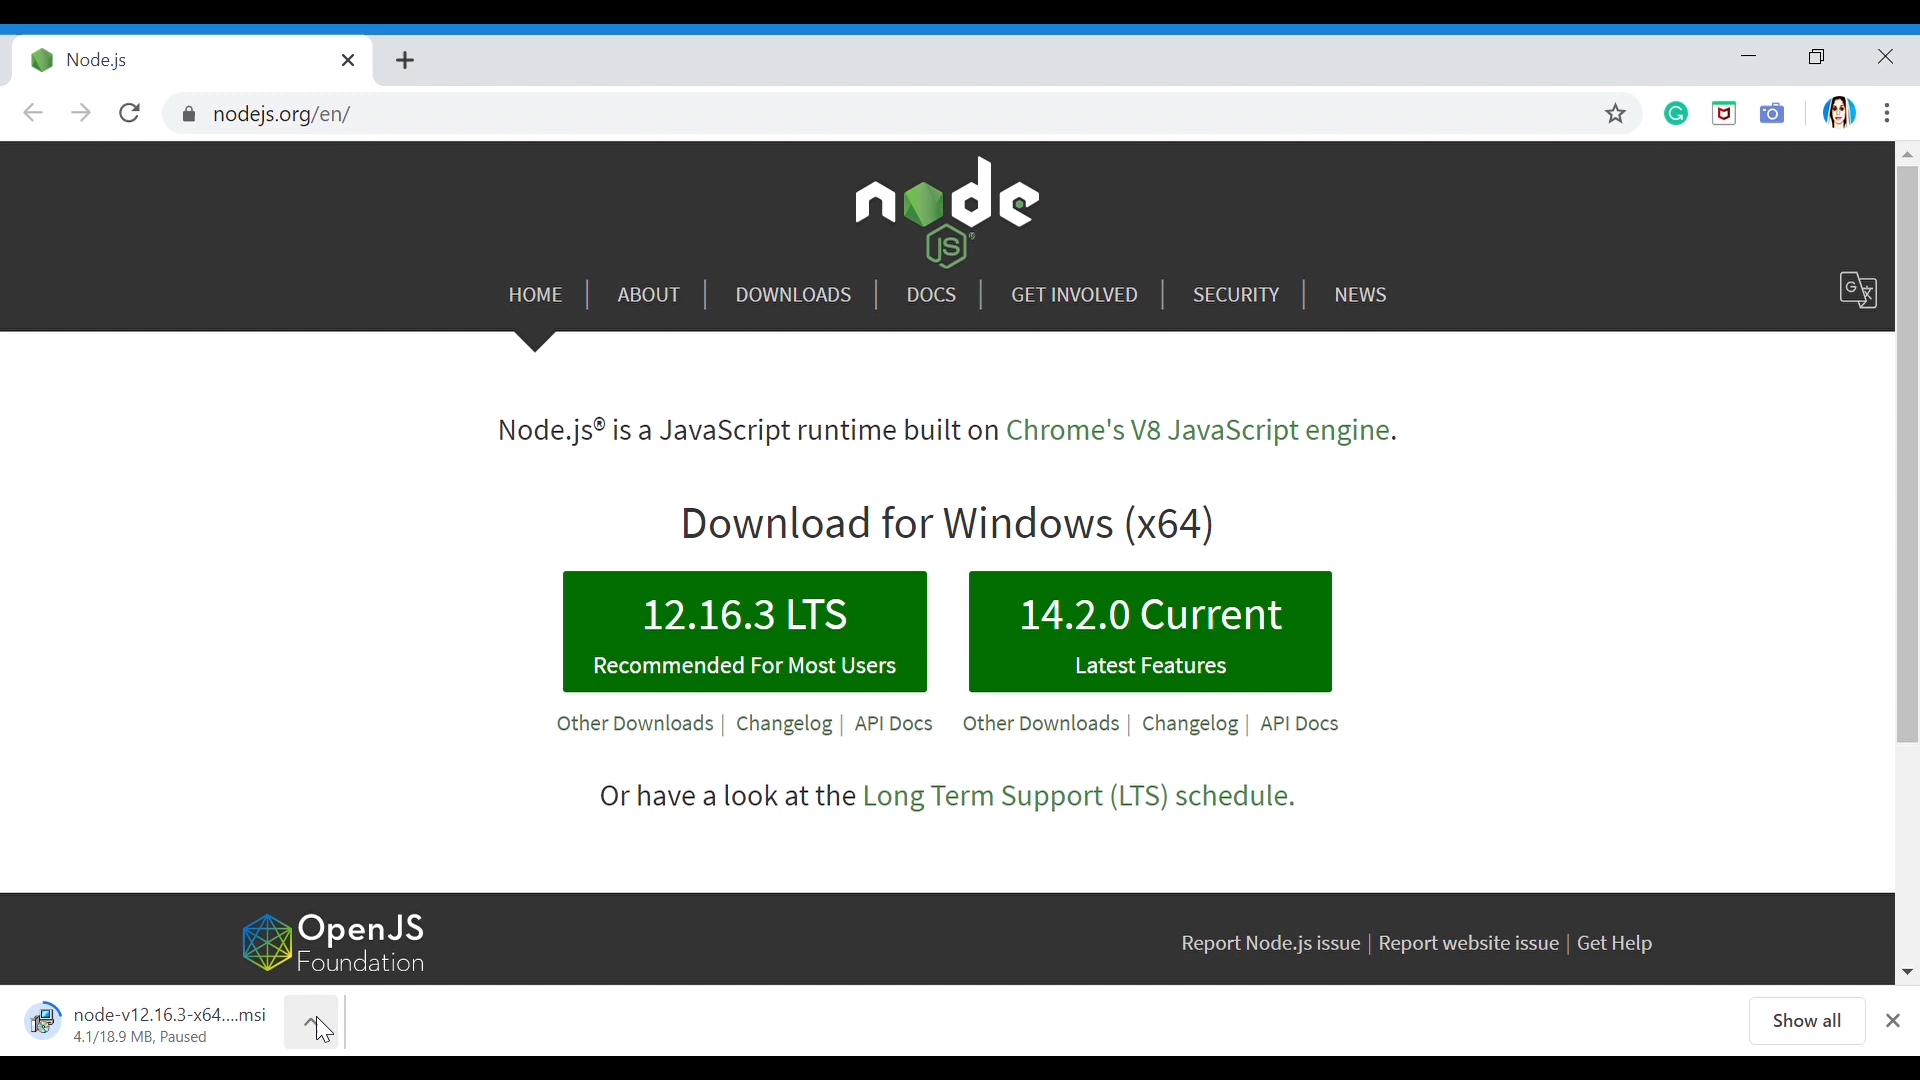 Node.js
nodejs.org/en/
node
JS®
HOME | ABOUT | DOWNLOADS | DOCS | GET INVOLVED | SECURITY | NEWS
Node.js® is a JavaScript runtime built on Chrome's V8 JavaScript engine.
Download for Windows (x64)
12.16.3 LTS
Recommended For Most Users
14.2.0 Current
Latest Features
Other Downloads | Changelog | API Docs
Other Downloads | Changelog | API Docs
Or have a look at the Long Term Support (LTS) schedule.
OpenJS
Foundation
Report Node.js issue | Report website issue | Get Help
node-v12.16.3-x64....msi
4.1/18.9 MB, Paused
Show all